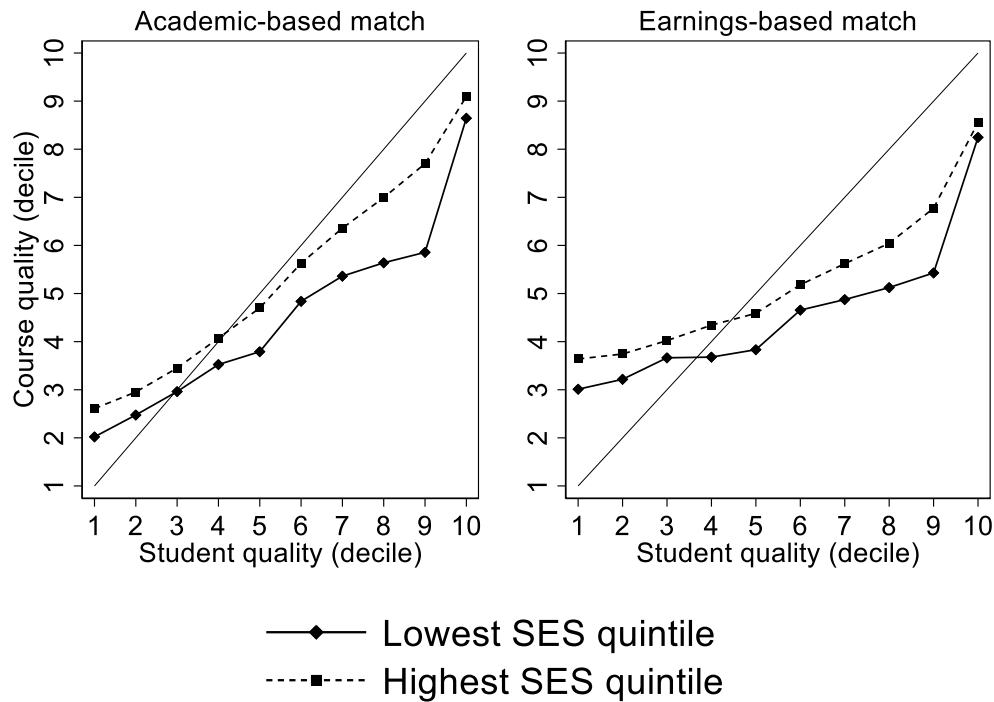 Academic-based match
Earnings-based match
Course quality (decile)
10
9
8
7
6
5
4
3
2
1
1 2 3 4 5 6 7 8 9 10
Student quality (decile)
10
9
8
7
6
5
4
3
2
1
1 2 3 4 5 6 7 8 9 10
Student quality (decile)
Lowest SES quintile
Highest SES quintile